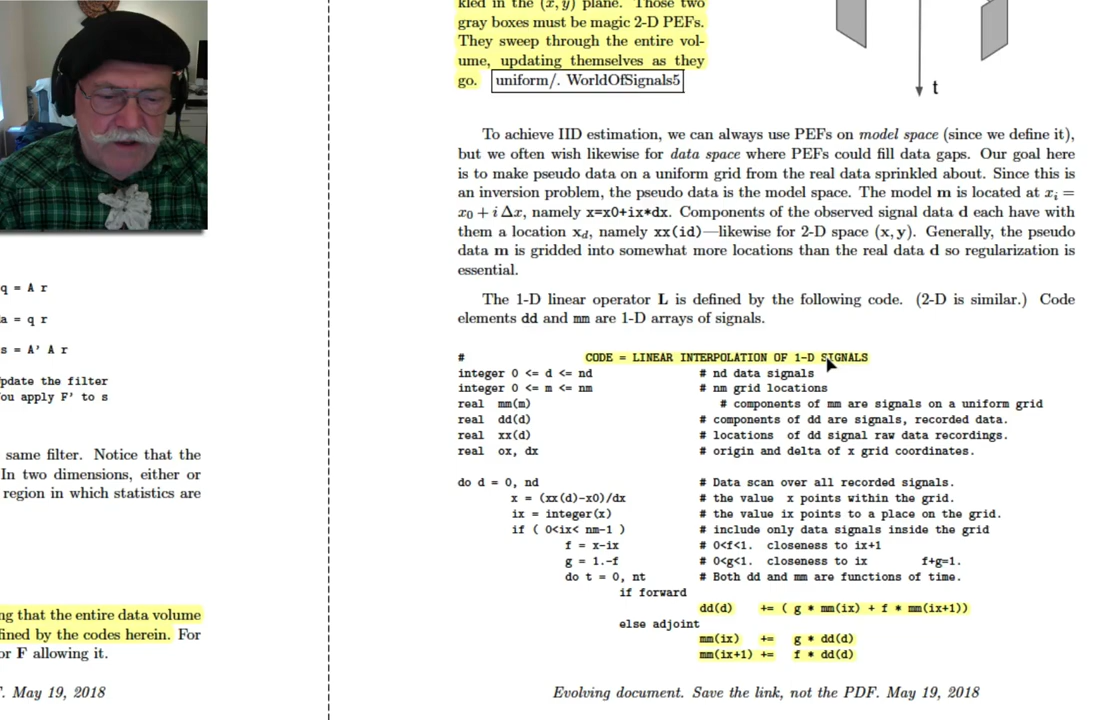 q = A r
a = q r
s = A' A r
pdate the filter
ou apply F' to s
same filter. Notice that the
In two dimensions, either or
region in which statistics are
ng that the entire data volume
fined by the codes herein. For
or F allowing it.
F. May 19, 2018
kled in the (x, y) plane. Those two
gray boxes must be magic 2-D PEFs.
They sweep through the entire vol-
ume, updating themselves as they
go. uniform/. WorldOfSignals5
t
To achieve IID estimation, we can always use PEFs on model space (since we define it),
but we often wish likewise for data space where PEFs could fill data gaps. Our goal here
is to make pseudo data on a uniform grid from the real data sprinkled about. Since this is
an inversion problem, the pseudo data is the model space. The model m is located at xᵢ =
x₀ + i Δx, namely x=x0+ix*dx. Components of the observed signal data d each have with
them a location x_d, namely xx(id)—likewise for 2-D space (x, y). Generally, the pseudo
data m is gridded into somewhat more locations than the real data d so regularization is
essential.
The 1-D linear operator L is defined by the following code. (2-D is similar.) Code
elements dd and mm are 1-D arrays of signals.
# CODE = LINEAR INTERPOLATION OF 1-D SIGNALS
integer 0 <= d <= nd # nd data signals
integer 0 <= m <= nm # nm grid locations
real mm(m) # components of mm are signals on a uniform grid
real dd(d) # components of dd are signals, recorded data.
real xx(d) # locations of dd signal raw data recordings.
real ox, dx # origin and delta of x grid coordinates.
do d = 0, nd # Data scan over all recorded signals.
x = (xx(d)-x0)/dx # the value x points within the grid.
ix = integer(x) # the value ix points to a place on the grid.
if ( 0<ix< nm-1 ) # include only data signals inside the grid
f = x-ix # 0<f<1. closeness to ix+1
g = 1.-f # 0<g<1. closeness to ix f+g=1.
do t = 0, nt # Both dd and mm are functions of time.
if forward
dd(d) += ( g * mm(ix) + f * mm(ix+1))
else adjoint
mm(ix) += g * dd(d)
mm(ix+1) += f * dd(d)
Evolving document. Save the link, not the PDF. May 19, 2018